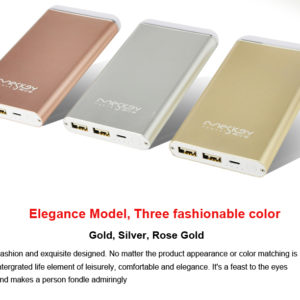 Elegance Model, Three fashionable color
Gold, Silver, Rose Gold
ashion and exquisite designed. No matter the product appearance or color matching is
ntergrated life element of leisurely, comfortable and elegance. It's a feast to the eyes
nd makes a person fondle admiringly